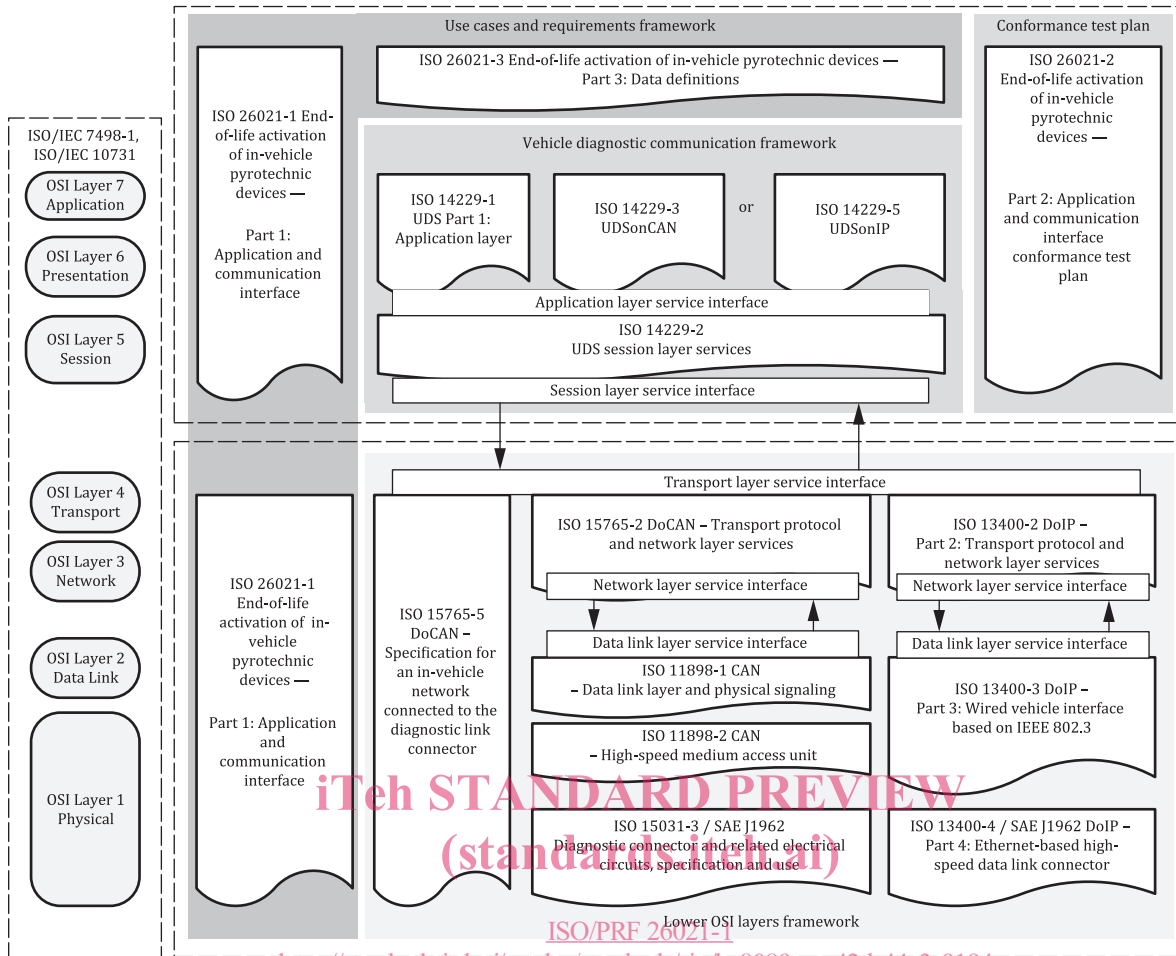 Use cases and requirements framework
Conformance test plan
ISO/IEC 7498-1,
ISO/IEC 10731
OSI Layer 7
Application
OSI Layer 6
Presentation
OSI Layer 5
Session
OSI Layer 4
Transport
OSI Layer 3
Network
OSI Layer 2
Data Link
OSI Layer 1
Physical
ISO 26021-1 End-
of-life activation
of in-vehicle
pyrotechnic
devices —
Part 1:
Application and
communication
interface
ISO 26021-3 End-of-life activation of in-vehicle pyrotechnic devices —
Part 3: Data definitions
Vehicle diagnostic communication framework
ISO 14229-1
UDS Part 1:
Application layer
ISO 14229-3
UDSonCAN
or
ISO 14229-5
UDSonIP
Application layer service interface
ISO 14229-2
UDS session layer services
Session layer service interface
ISO 26021-2
End-of-life activation
of in-vehicle
pyrotechnic
devices —
Part 2: Application
and communication
interface
conformance test
plan
ISO 26021-1
End-of-life
activation of in-
vehicle
pyrotechnic
devices —
Part 1: Application
and
communication
interface
Transport layer service interface
ISO 15765-5
DoCAN –
Specification for
an in-vehicle
network
connected to the
diagnostic link
connector
ISO 15765-2 DoCAN – Transport protocol
and network layer services
Network layer service interface
Data link layer service interface
ISO 11898-1 CAN
– Data link layer and physical signaling
ISO 11898-2 CAN
– High-speed medium access unit
ISO 15031-3 / SAE J1962
Diagnostic connector and related electrical
circuits, specification and use
ISO 13400-2 DoIP –
Part 2: Transport protocol and
network layer services
Network layer service interface
Data link layer service interface
ISO 13400-3 DoIP –
Part 3: Wired vehicle interface
based on IEEE 802.3
ISO 13400-4 / SAE J1962 DoIP –
Part 4: Ethernet-based high-
speed data link connector
Lower OSI layers framework
iTeh STANDARD PREVIEW
(standards.iteh.ai)
ISO/PRF 26021-1